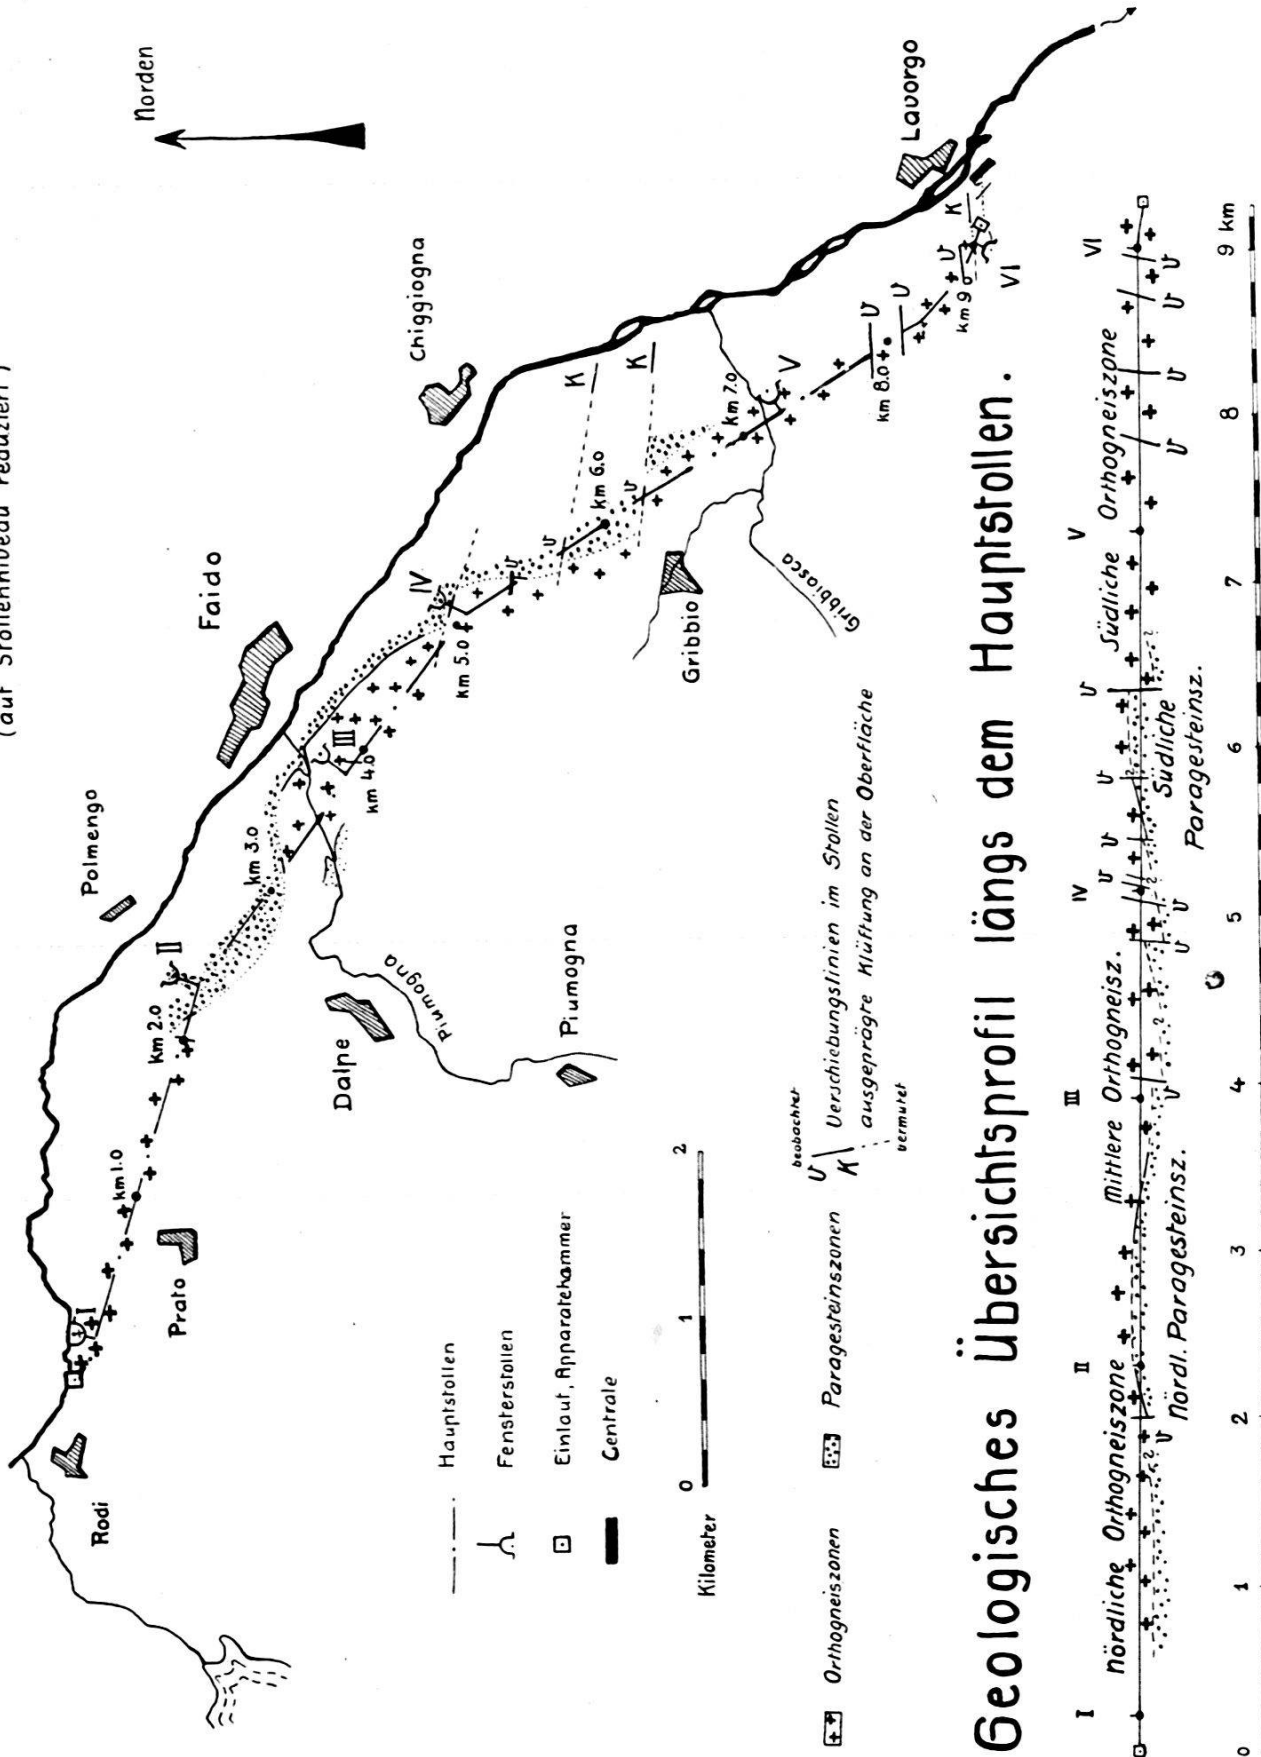 (auf Stollenniveau reduziert)
Norden
Rodi
Prato
Polmengo
Faido
Chiggiogna
Lavorgo
Dalpe
Piumogna
Piumogna
Gribbio
Gribbiasca
I
km 1.0
km 2.0
II
km 3.0
III
km 4.0
km 5.0
IV
V
V
km 6.0
V
K
K
km 7.0
V
km 8.0
V
V
km 9.0
V
K
VI
Hauptstollen
Fensterstollen
Einlauf, Apparatekammer
Centrale
Kilometer
0 1 2
Orthogneiszonen
Paragesteinszonen
beobachtet
V Verschiebungslinien im Stollen
K ausgeprägte Klüftung an der Oberfläche
vermutet
Geologisches Übersichtsprofil längs dem Hauptstollen.
I II III IV V VI
Nördliche Orthogneiszone Mittlere Orthogneisz. Südliche Orthogneiszone
V V V V
? V ? V ? V V ? V V V V
Nördl. Paragesteinsz. Südliche
Paragesteinsz.
0 1 2 3 4 5 6 7 8 9 km